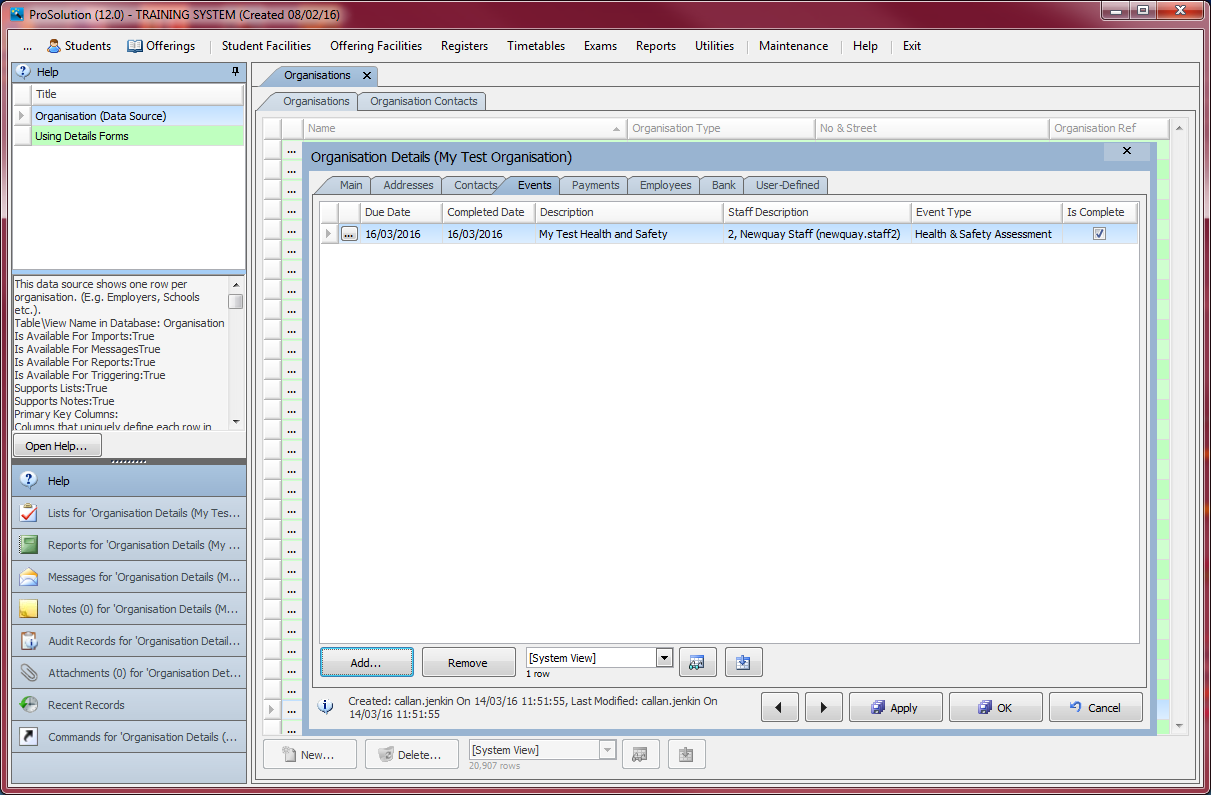 ProSolution (12.0) - TRAINING SYSTEM (Created 08/02/16)
... Students Offerings Student Facilities Offering Facilities Registers Timetables Exams Reports Utilities Maintenance Help Exit
Help
Title
Organisation (Data Source)
Using Details Forms
This data source shows one row per
organisation. (E.g. Employers, Schools
etc.).
Table\View Name in Database: Organisation
Is Available For Imports:True
Is Available For MessagesTrue
Is Available For Reports:True
Is Available For Triggering:True
Supports Lists:True
Supports Notes:True
Primary Key Columns:
Columns that uniquely define each row in
Open Help...
Help
Lists for 'Organisation Details (My Tes...
Reports for 'Organisation Details (My ...
Messages for 'Organisation Details (M...
Notes (0) for 'Organisation Details (M...
Audit Records for 'Organisation Detail...
Attachments (0) for 'Organisation Det...
Recent Records
Commands for 'Organisation Details (...
Organisations
Organisations Organisation Contacts
Name Organisation Type No & Street Organisation Ref
Organisation Details (My Test Organisation)
Main Addresses Contacts Events Payments Employees Bank User-Defined
Due Date Completed Date Description Staff Description Event Type Is Complete
... 16/03/2016 16/03/2016 My Test Health and Safety 2, Newquay Staff (newquay.staff2) Health & Safety Assessment
Add... Remove [System View]
1 row
Created: callan.jenkin On 14/03/16 11:51:55, Last Modified: callan.jenkin On
14/03/16 11:51:55
Apply OK Cancel
New... Delete... [System View]
20,907 rows